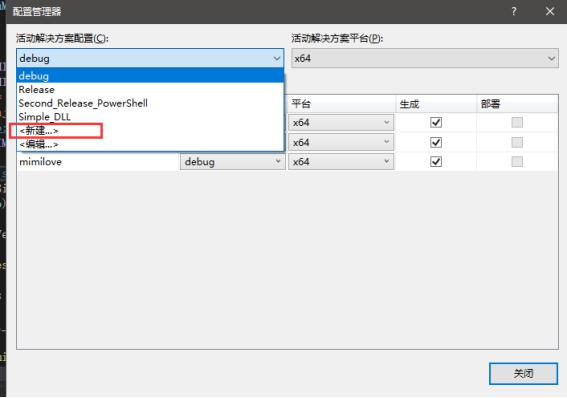 配置管理器
活动解决方案配置(C):
活动解决方案平台(P):
debug
x64
debug
Release
Second_Release_PowerShell
Simple_DLL
<新建...>
<编辑...>
平台
生成
部署
x64
x64
mimilove
debug
x64
关闭